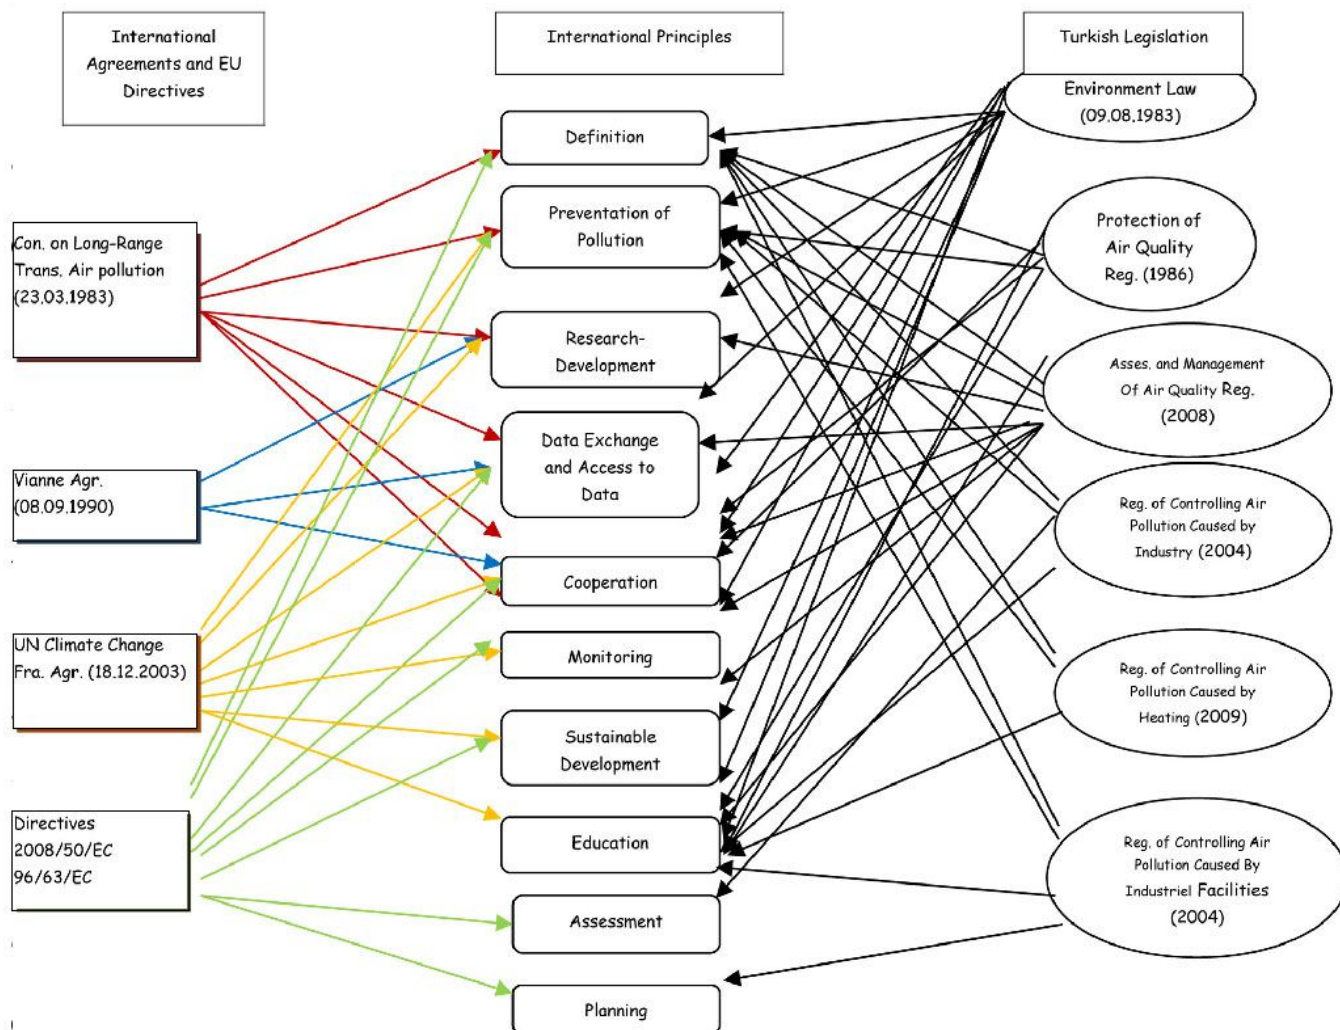 International
Agreements and EU
Directives
International Principles
Turkish Legislation
Environment Law
(09.08.1983)
Definition
Preventation of
Pollution
Protection of
Air Quality
Reg. (1986)
Con. on Long-Range
Trans. Air pollution
(23.03.1983)
Research-
Development
Asses. and Management
Of Air Quality Reg.
(2008)
Data Exchange
and Access to
Data
Vianne Agr.
(08.09.1990)
Reg. of Controlling Air
Pollution Caused by
Industry (2004)
Cooperation
UN Climate Change
Fra. Agr. (18.12.2003)
Monitoring
Reg. of Controlling Air
Pollution Caused by
Heating (2009)
Sustainable
Development
Directives
2008/50/EC
96/63/EC
Education
Reg. of Controlling Air
Pollution Caused By
Industriel Facilities
(2004)
Assessment
Planning